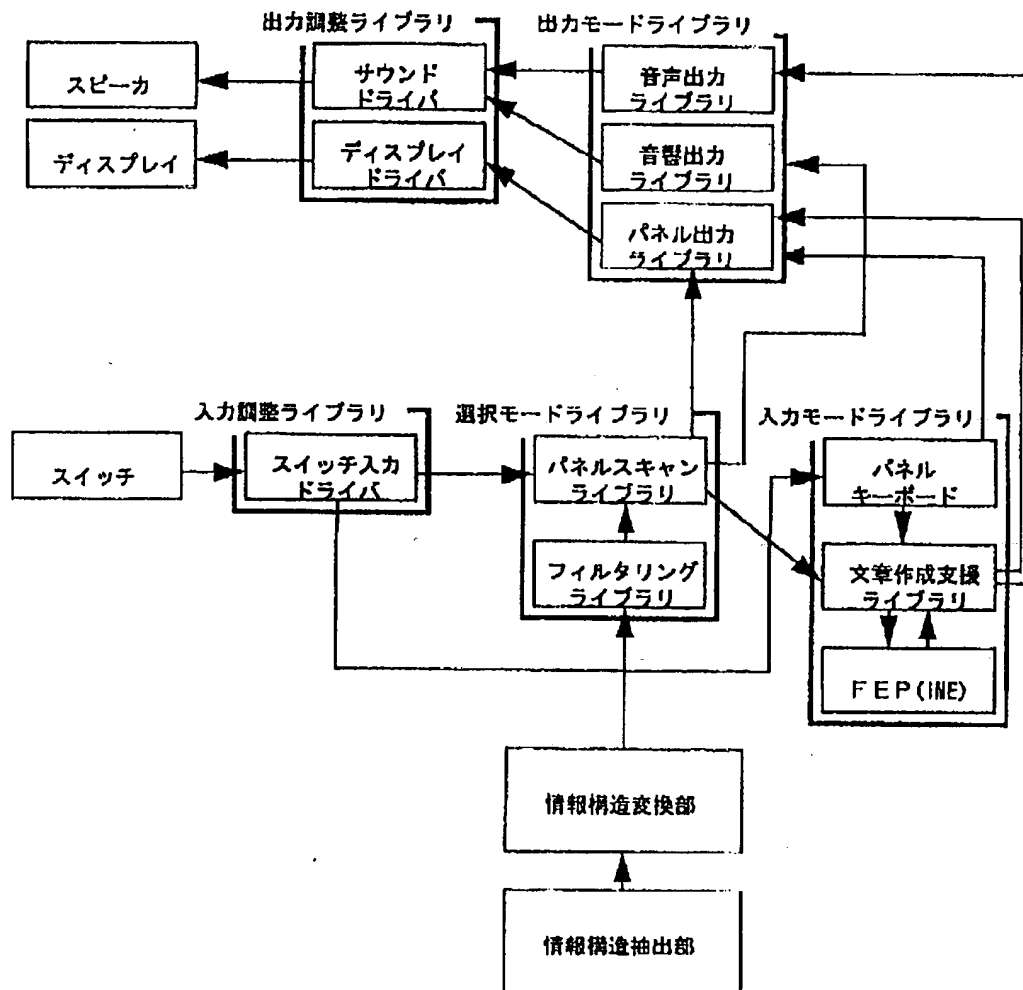 出力調整ライブラリ
出力モードライブラリ
スピーカ
サウンド
ドライバ
音声出力
ライブラリ
ディスプレイ
ディスプレイ
ドライバ
音響出力
ライブラリ
パネル出力
ライブラリ
入力調整ライブラリ
選択モードライブラリ
入力モードライブラリ
スイッチ
スイッチ入力
ドライバ
パネルスキャン
ライブラリ
パネル
キーボード
フィルタリング
ライブラリ
文章作成支援
ライブラリ
ＦＥＰ(INE)
情報構造変換部
情報構造抽出部